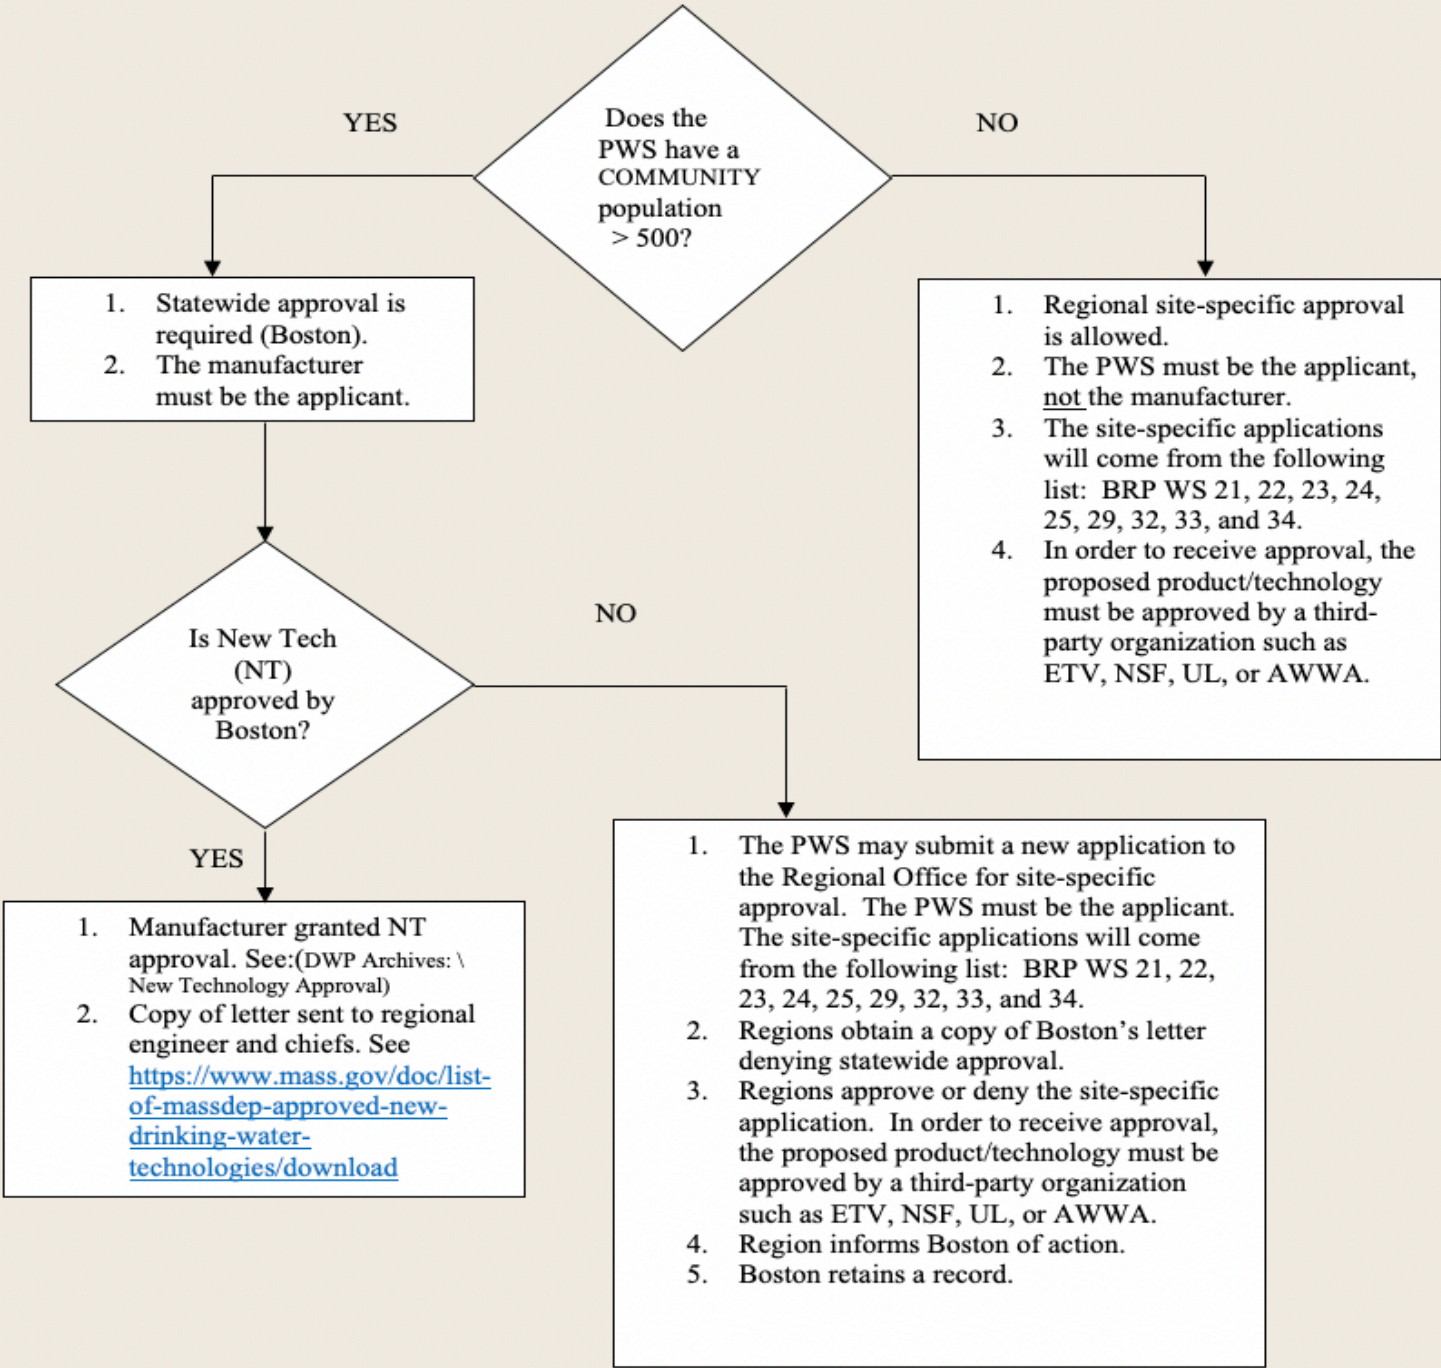 Does the
PWS have a
COMMUNITY
population
> 500?
YES
NO
1. Statewide approval is
required (Boston).
2. The manufacturer
must be the applicant.
1. Regional site-specific approval
is allowed.
2. The PWS must be the applicant,
not the manufacturer.
3. The site-specific applications
will come from the following
list: BRP WS 21, 22, 23, 24,
25, 29, 32, 33, and 34.
4. In order to receive approval, the
proposed product/technology
must be approved by a third-
party organization such as
ETV, NSF, UL, or AWWA.
Is New Tech
(NT)
approved by
Boston?
NO
YES
1. Manufacturer granted NT
approval. See:(DWP Archives: \
New Technology Approval)
2. Copy of letter sent to regional
engineer and chiefs. See
https://www.mass.gov/doc/list-
of-massdep-approved-new-
drinking-water-
technologies/download
1. The PWS may submit a new application to
the Regional Office for site-specific
approval. The PWS must be the applicant.
The site-specific applications will come
from the following list: BRP WS 21, 22,
23, 24, 25, 29, 32, 33, and 34.
2. Regions obtain a copy of Boston's letter
denying statewide approval.
3. Regions approve or deny the site-specific
application. In order to receive approval,
the proposed product/technology must be
approved by a third-party organization
such as ETV, NSF, UL, or AWWA.
4. Region informs Boston of action.
5. Boston retains a record.